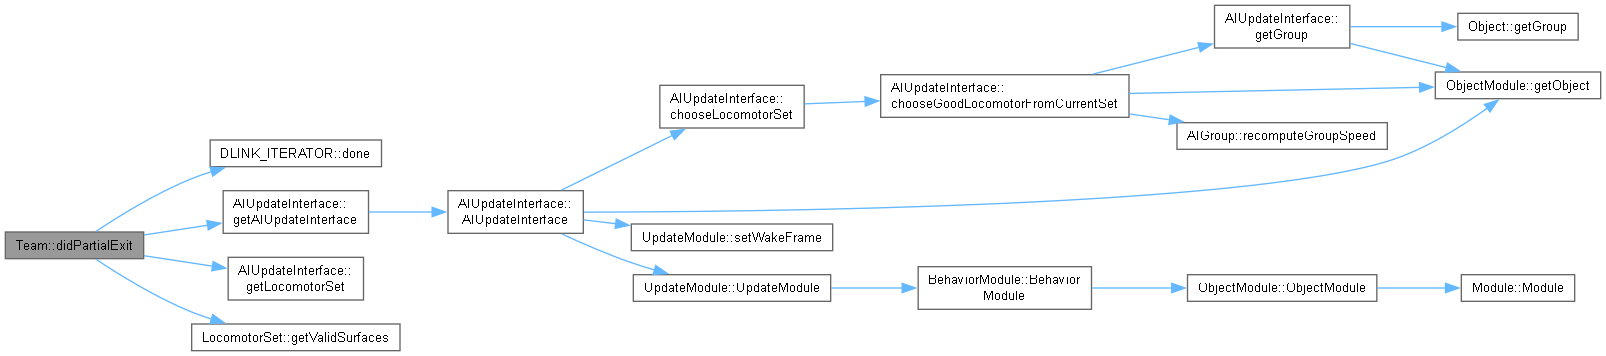 Team::didPartialExit
DLINK_ITERATOR::done
AIUpdateInterface::
getAIUpdateInterface
AIUpdateInterface::
getLocomotorSet
LocomotorSet::getValidSurfaces
AIUpdateInterface::
AIUpdateInterface
AIUpdateInterface::
chooseLocomotorSet
UpdateModule::setWakeFrame
UpdateModule::UpdateModule
AIUpdateInterface::
chooseGoodLocomotorFromCurrentSet
BehaviorModule::Behavior
Module
AIUpdateInterface::
getGroup
AIGroup::recomputeGroupSpeed
ObjectModule::ObjectModule
Object::getGroup
ObjectModule::getObject
Module::Module